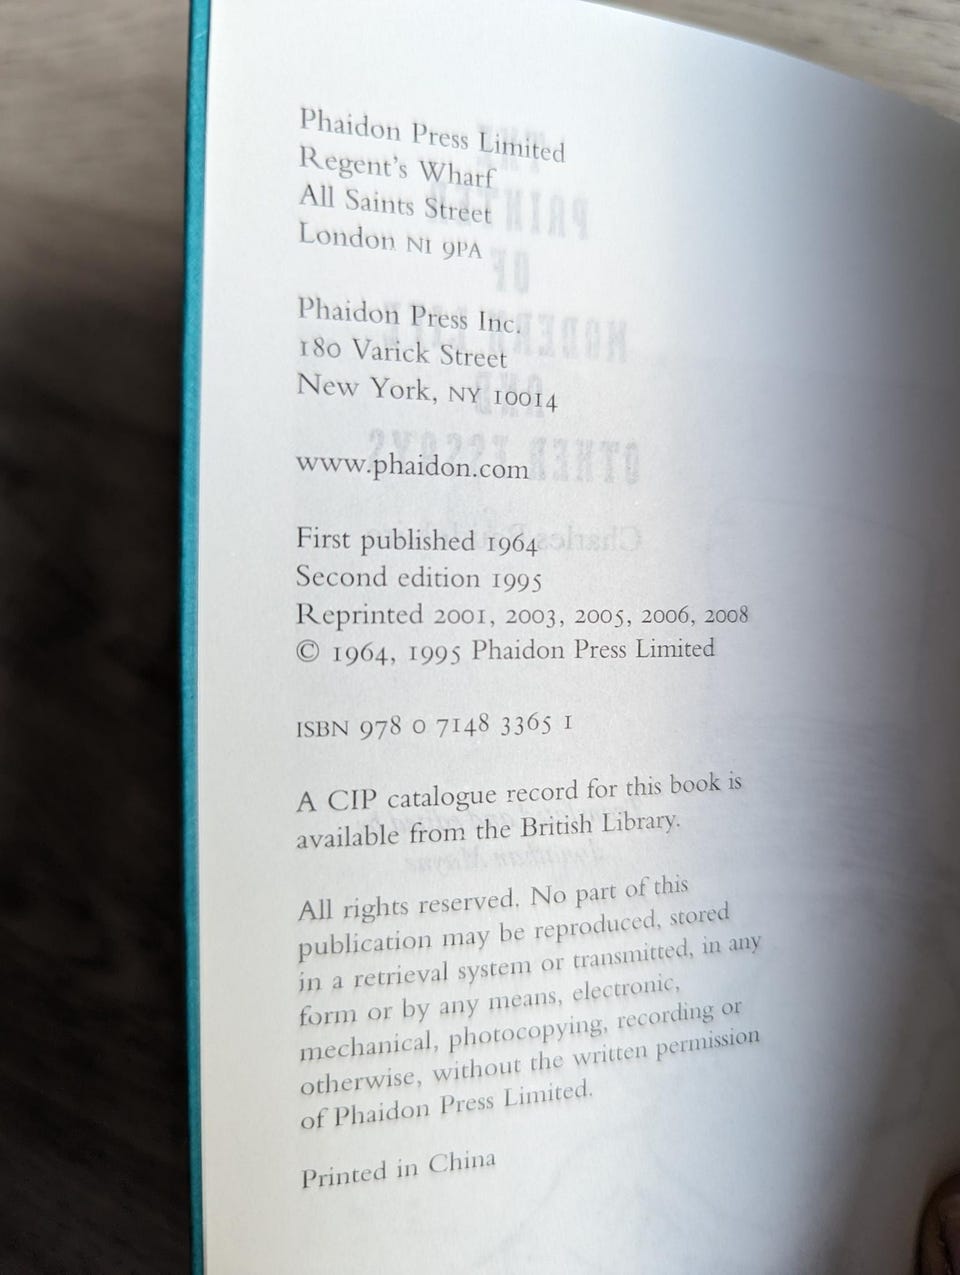 Phaidon Press Limited
Regent's Wharf
All Saints Street
London N1 9PA
Phaidon Press Inc.
180 Varick Street
New York, NY 10014
www.phaidon.com
First published 1964
Second edition 1995
Reprinted 2001, 2003, 2005, 2006, 2008
© 1964, 1995 Phaidon Press Limited
ISBN 978 0 7148 3365 1
A CIP catalogue record for this book is
available from the British Library.
All rights reserved. No part of this
publication may be reproduced, stored
in a retrieval system or transmitted, in any
form or by any means, electronic,
mechanical, photocopying, recording or
otherwise, without the written permission
of Phaidon Press Limited.
Printed in China